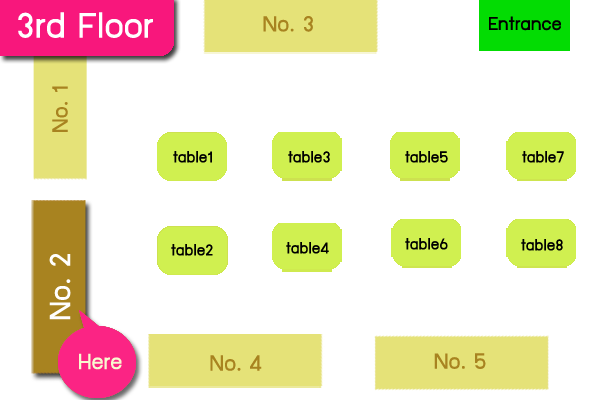 3rd Floor
No. 3
Entrance
No. 1
table1
table3
table5
table7
table2
table4
table6
table8
No. 2
Here
No. 4
No. 5